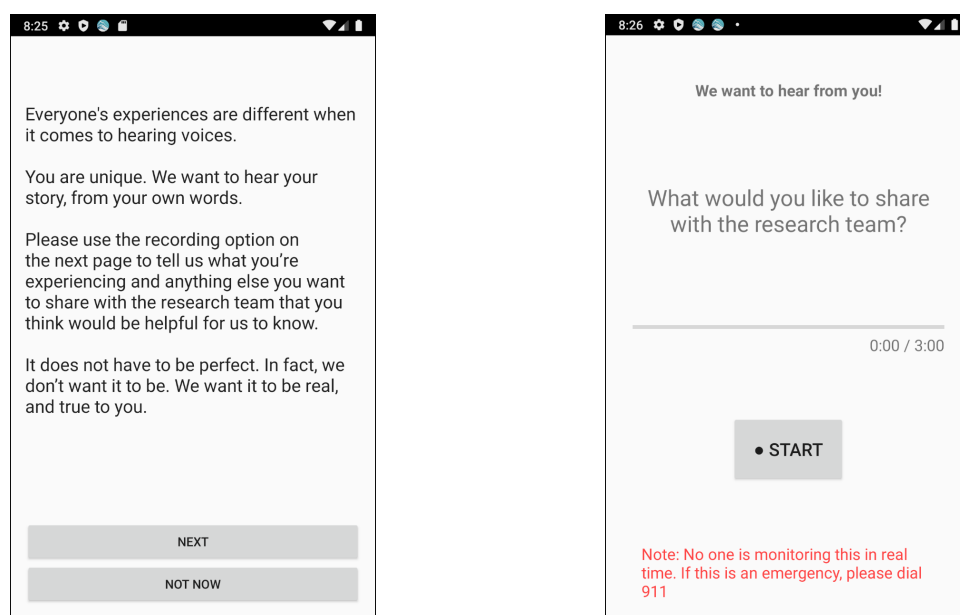 8:25
Everyone's experiences are different when
it comes to hearing voices.
You are unique. We want to hear your
story, from your own words.
Please use the recording option on
the next page to tell us what you’re
experiencing and anything else you want
to share with the research team that you
think would be helpful for us to know.
It does not have to be perfect. In fact, we
don’t want it to be. We want it to be real,
and true to you.
NEXT
NOT NOW
8:26
We want to hear from you!
What would you like to share
with the research team?
0:00 / 3:00
● START
Note: No one is monitoring this in real
time. If this is an emergency, please dial
911